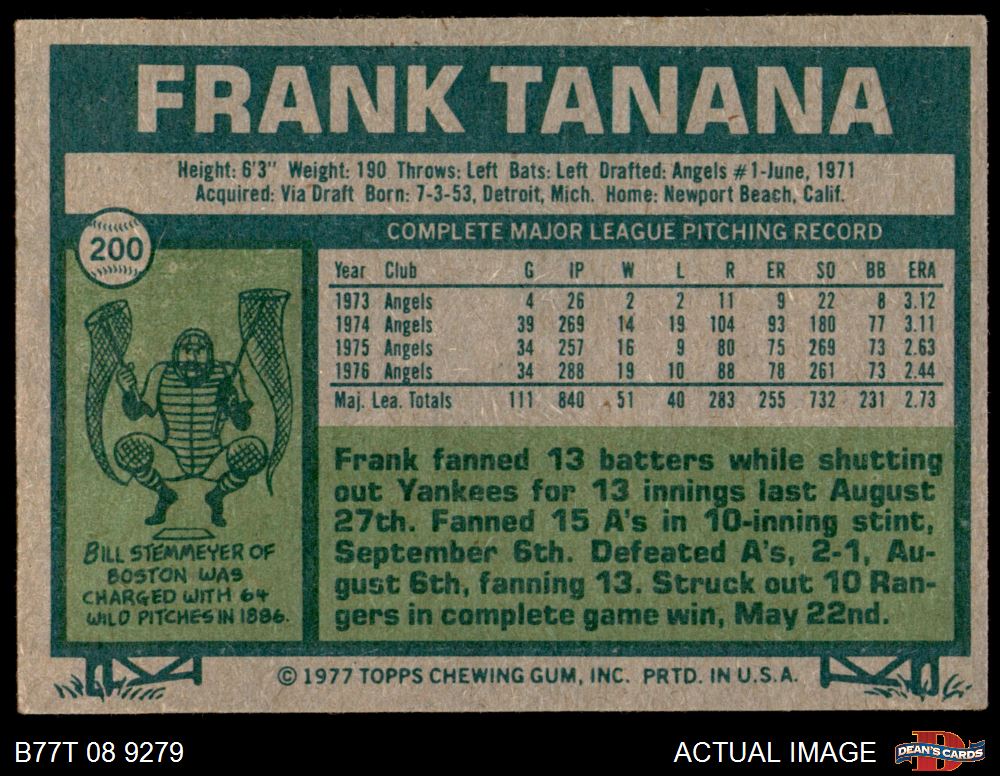 FRANK TANANA
Height: 6'3" Weight: 190 Throws: Left Bats: Left Drafted: Angels #1-June, 1971
Acquired: Via Draft Born: 7-3-53, Detroit, Mich. Home: Newport Beach, Calif.
200
COMPLETE MAJOR LEAGUE PITCHING RECORD
Year Club G IP W L R ER SO BB ERA
1973 Angels 4 26 2 2 11 9 22 8 3.12
1974 Angels 39 269 14 19 104 93 180 77 3.11
1975 Angels 34 257 16 9 80 75 269 73 2.63
1976 Angels 34 288 19 10 88 78 261 73 2.44
Maj. Lea. Totals 111 840 51 40 283 255 732 231 2.73
BILL STEMMEYER OF
BOSTON WAS
CHARGED WITH 64
WILD PITCHES IN 1886.
Frank fanned 13 batters while shutting
out Yankees for 13 innings last August
27th. Fanned 15 A's in 10-inning stint,
September 6th. Defeated A's, 2-1, Au-
gust 6th, fanning 13. Struck out 10 Ran-
gers in complete game win, May 22nd.
© 1977 TOPPS CHEWING GUM, INC. PRTD. IN U.S.A.
B77T 08 9279
ACTUAL IMAGE
DEAN'S CARDS